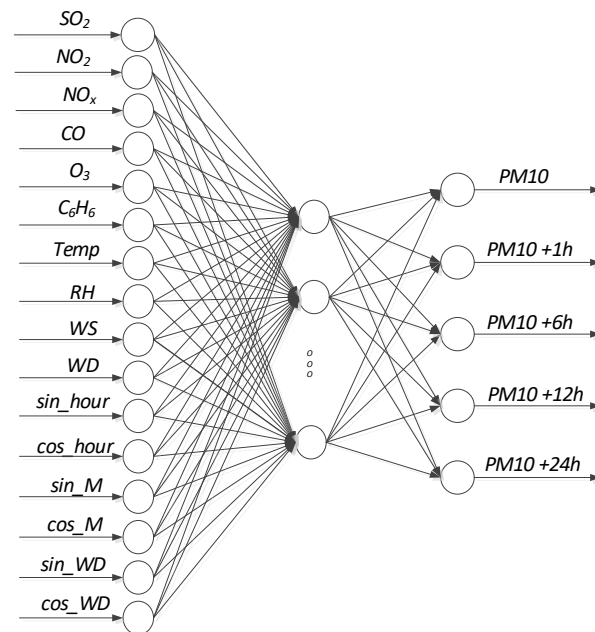 SO₂
NO₂
NOₓ
CO
O₃
C₆H₆
Temp
RH
WS
WD
sin_hour
cos_hour
sin_M
cos_M
sin_WD
cos_WD
PM10
PM10 +1h
PM10 +6h
PM10 +12h
PM10 +24h